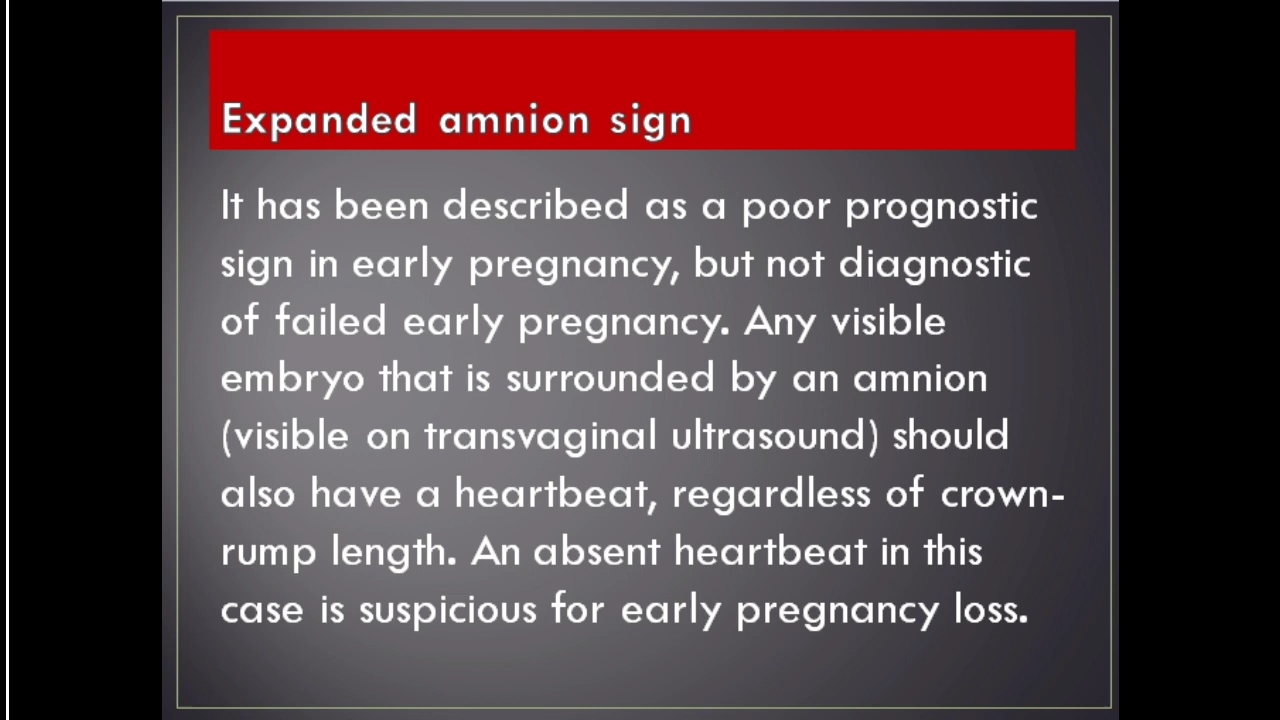 Expanded amnion sign
It has been described as a poor prognostic
sign in early pregnancy, but not diagnostic
of failed early pregnancy. Any visible
embryo that is surrounded by an amnion
(visible on transvaginal ultrasound) should
also have a heartbeat, regardless of crown-
rump length. An absent heartbeat in this
case is suspicious for early pregnancy loss.